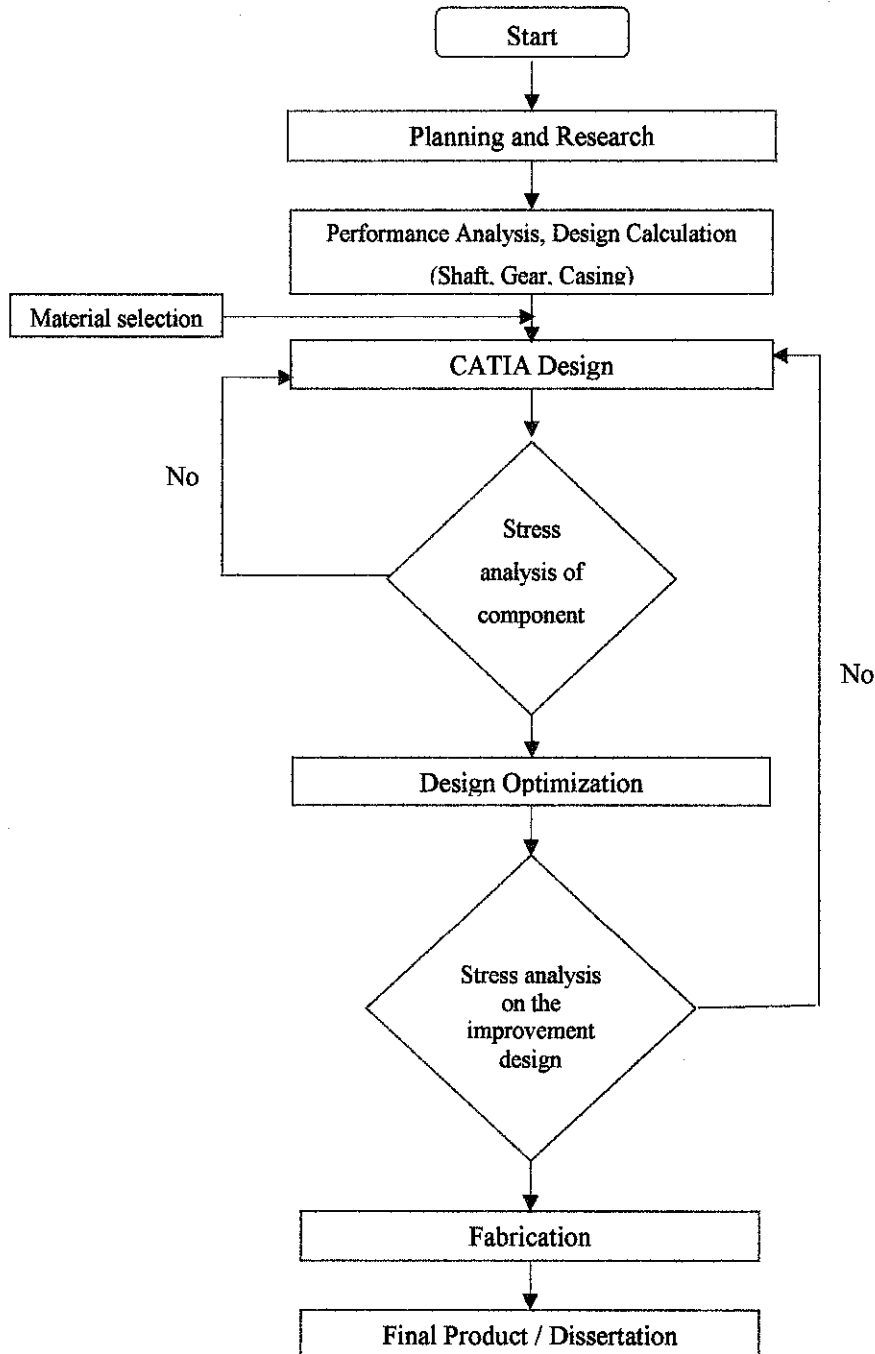 Start
Planning and Research
Performance Analysis, Design Calculation
(Shaft, Gear, Casing)
Material selection
CATIA Design
No
Stress
analysis of
component
No
Design Optimization
Stress analysis
on the
improvement
design
Fabrication
Final Product / Dissertation